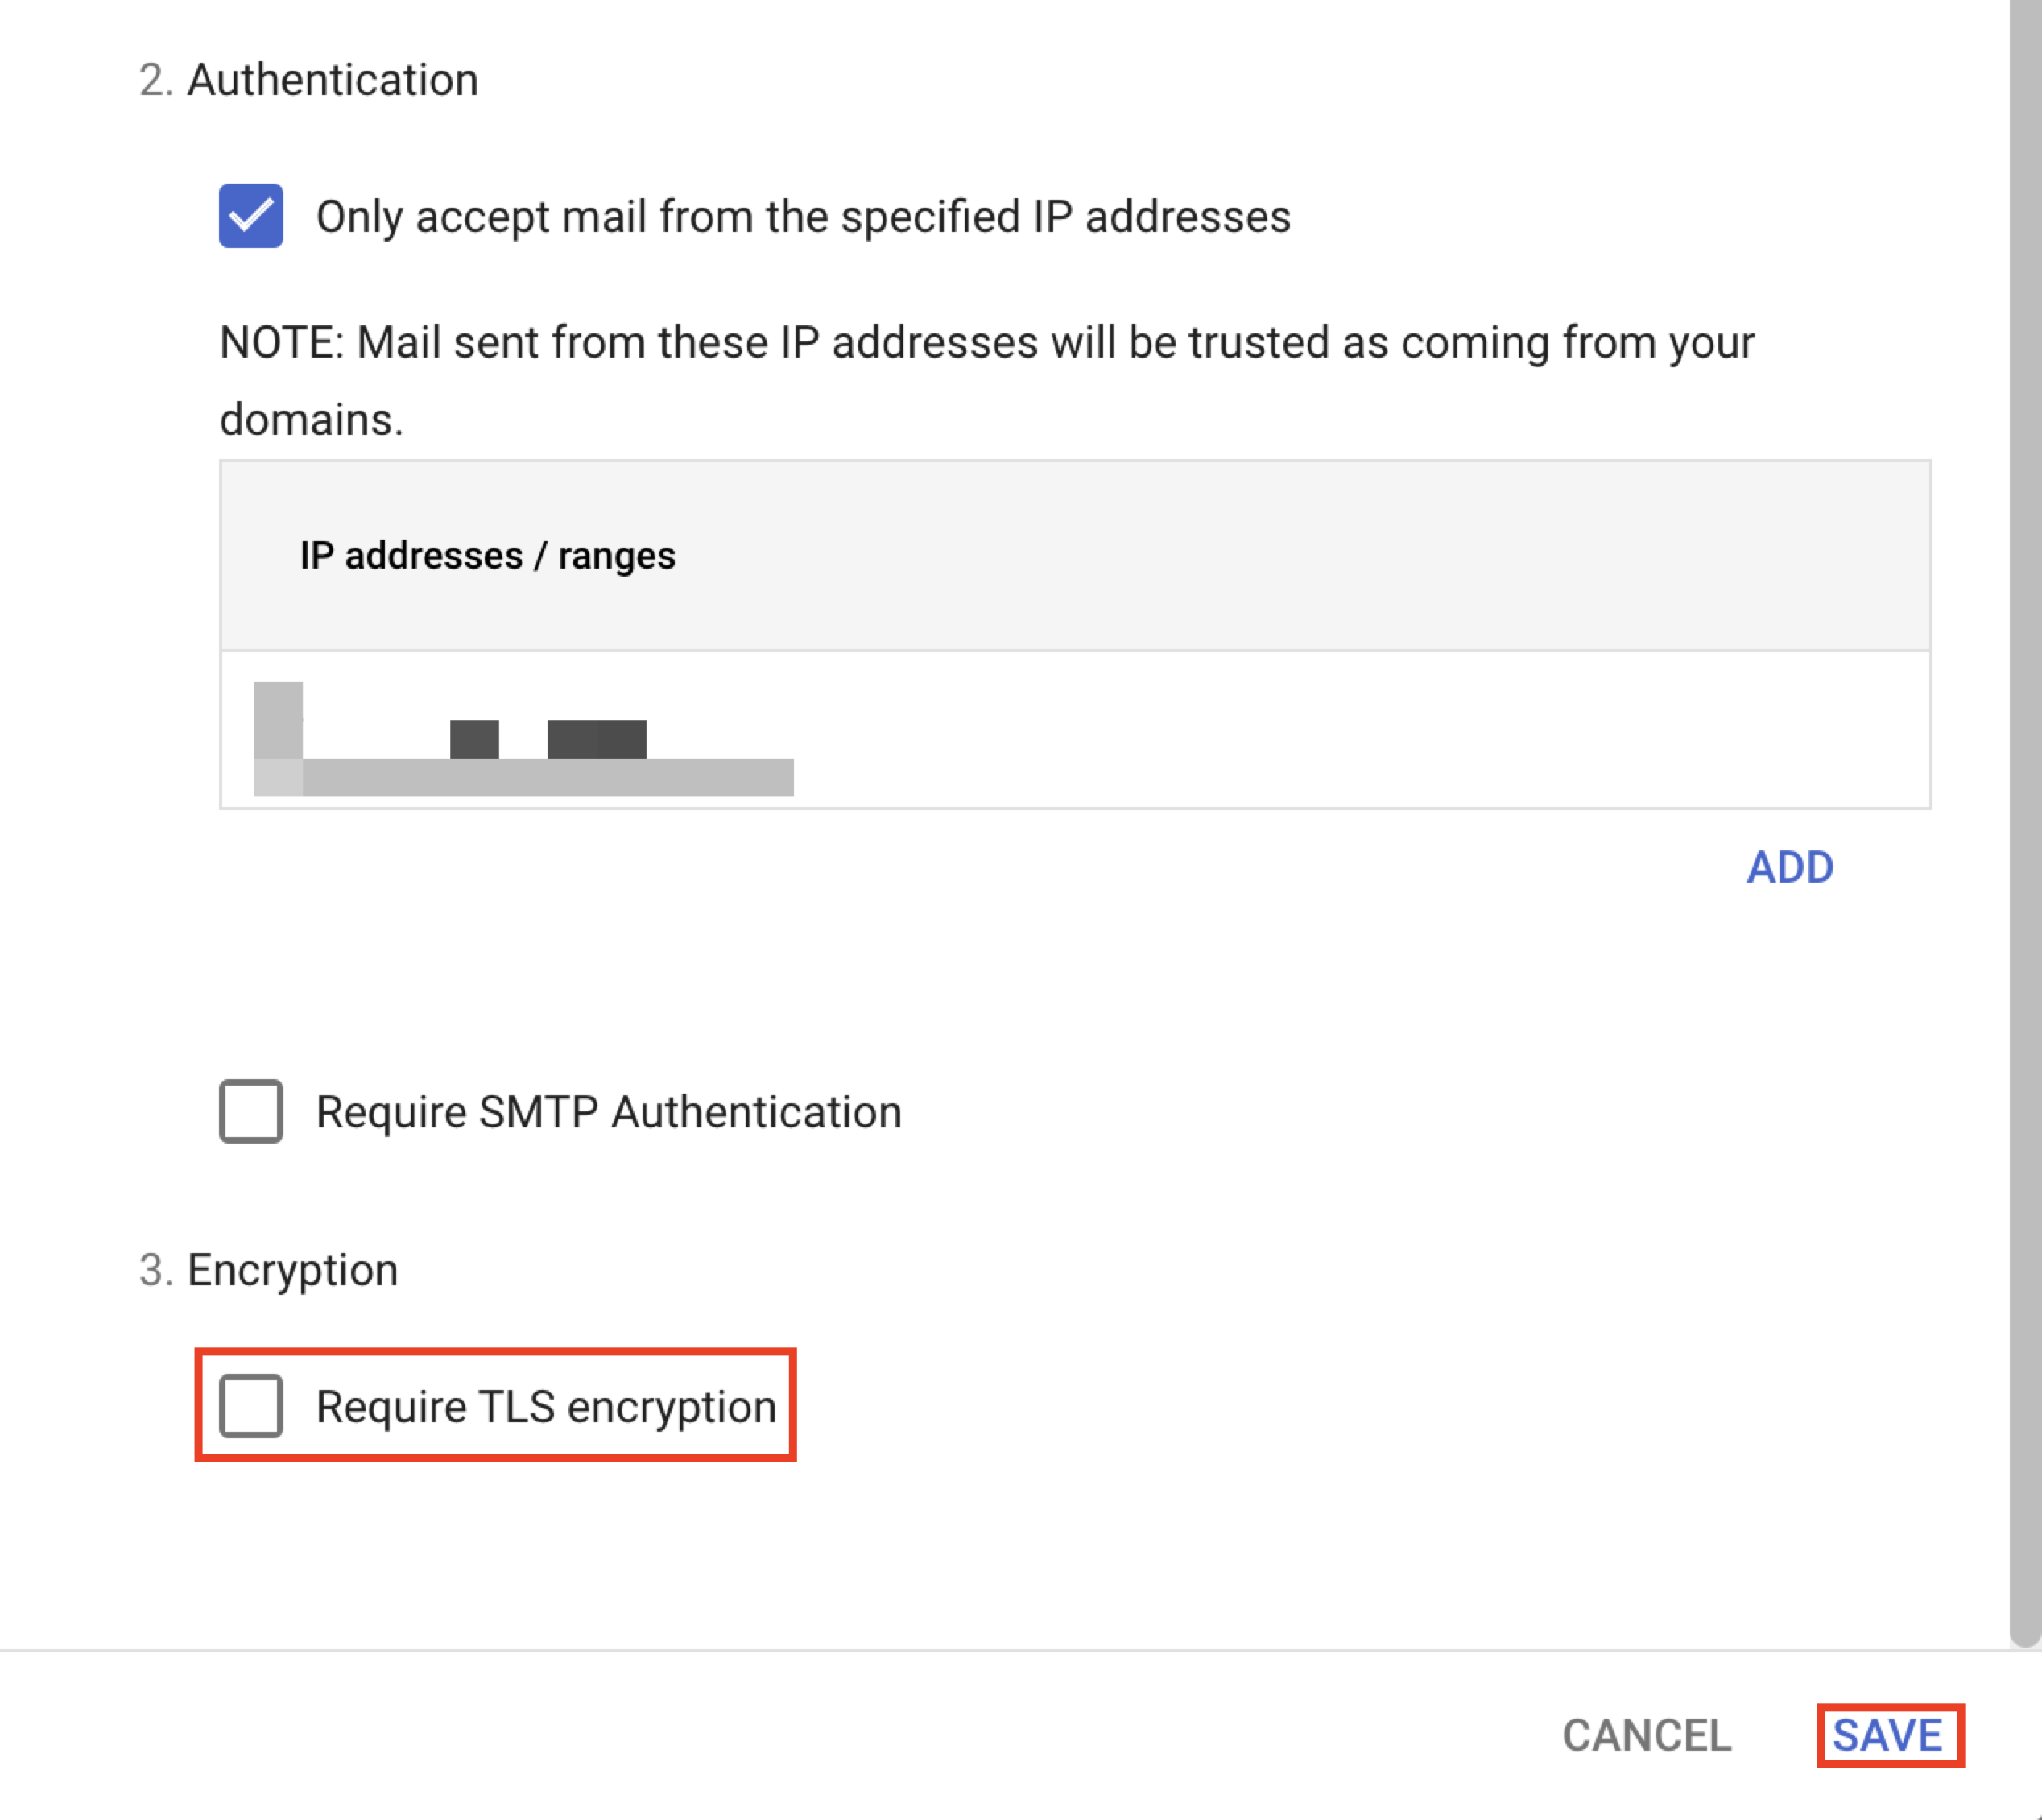 2. Authentication
Only accept mail from the specified IP addresses
NOTE: Mail sent from these IP addresses will be trusted as coming from your
domains.
IP addresses / ranges
ADD
Require SMTP Authentication
3. Encryption
Require TLS encryption
CANCEL SAVE